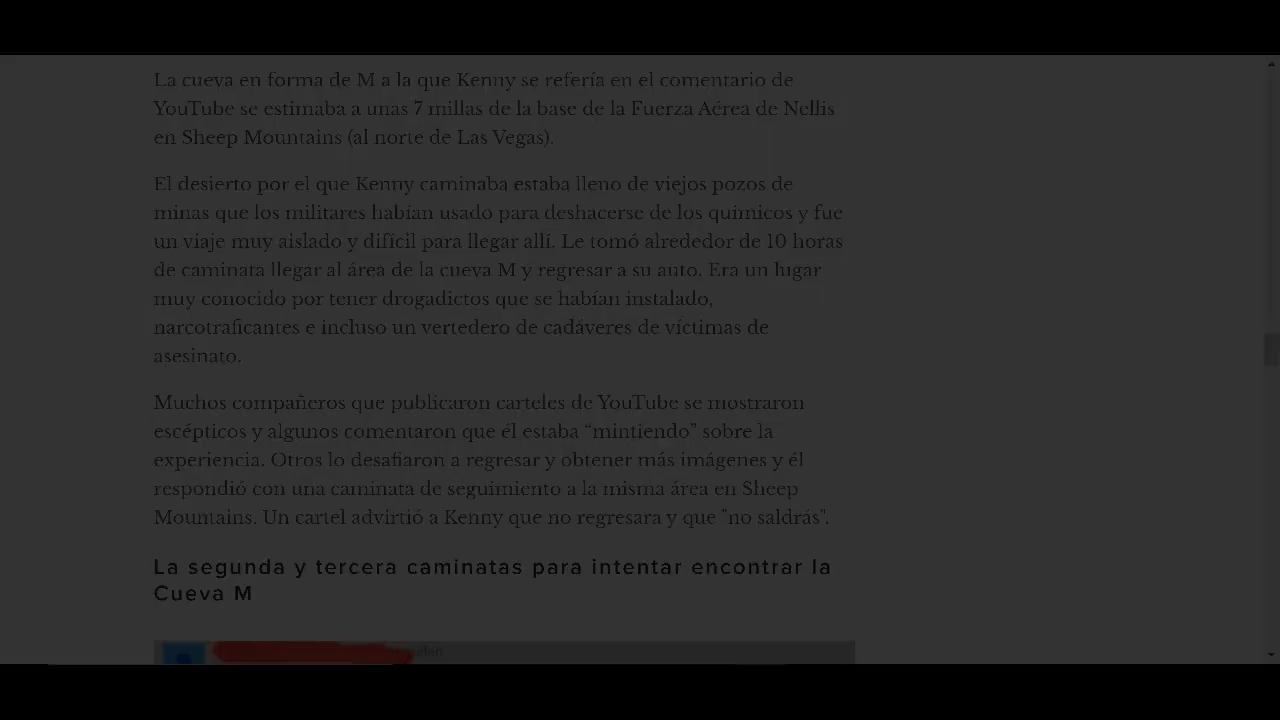 La cueva en forma de M a la que Kenny se refería en el comentario de
YouTube se estimaba a unas 7 millas de la base de la Fuerza Aérea de Nellis
en Sheep Mountains (al norte de Las Vegas).
El desierto por el que Kenny caminaba estaba lleno de viejos pozos de
minas que los militares habían usado para deshacerse de los químicos y fue
un viaje muy aislado y difícil para llegar allí. Le tomó alrededor de 10 horas
de caminata llegar al área de la cueva M y regresar a su auto. Era un lugar
muy conocido por tener drogadictos que se habían instalado,
narcotraficantes e incluso un vertedero de cadáveres de víctimas de
asesinato.
Muchos compañeros que publicaron carteles de YouTube se mostraron
escépticos y algunos comentaron que él estaba “mintiendo” sobre la
experiencia. Otros lo desafiaron a regresar y obtener más imágenes y él
respondió con una caminata de seguimiento a la misma área en Sheep
Mountains. Un cartel advirtió a Kenny que no regresara y que "no saldrás".
La segunda y tercera caminatas para intentar encontrar la
Cueva M